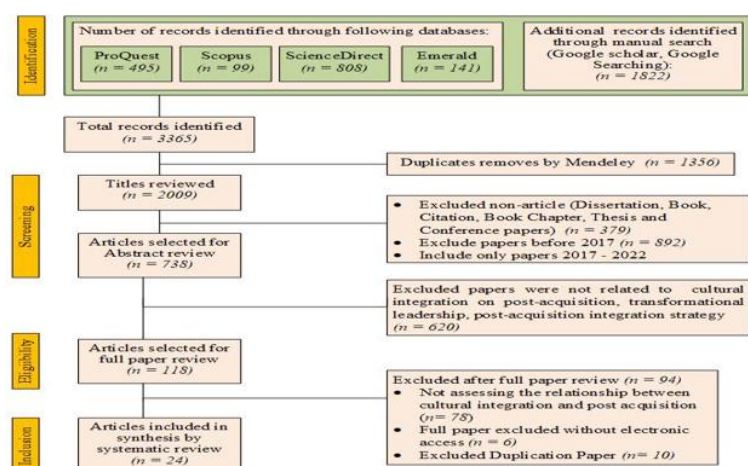 Identification
Number of records identified through following databases:
ProQuest
(n = 495)
Scopus
(n = 99)
ScienceDirect
(n = 808)
Emerald
(n = 141)
Additional records identified
through manual search
(Google scholar, Google
Searching):
(n = 1822)
Total records identified
(n = 3365)
Duplicates removes by Mendeley (n = 1356)
Screening
Titles reviewed
(n = 2009)
• Excluded non-article (Dissertation, Book,
Citation, Book Chapter, Thesis and
Conference papers) (n = 379)
• Exclude papers before 2017 (n = 892)
• Include only papers 2017 - 2022
Articles selected for
Abstract review
(n = 738)
Excluded papers were not related to cultural
integration on post-acquisition, transformational
leadership, post-acquisition integration strategy
(n = 620)
Eligibility
Articles selected for
full paper review
(n = 118)
Excluded after full paper review (n = 94)
• Not assessing the relationship between
cultural integration and post acquisition
(n= 78)
• Full paper excluded without electronic
access (n = 6)
• Excluded Duplication Paper (n= 10)
Inclusion
Articles included in
synthesis by
systematic review
(n = 24)